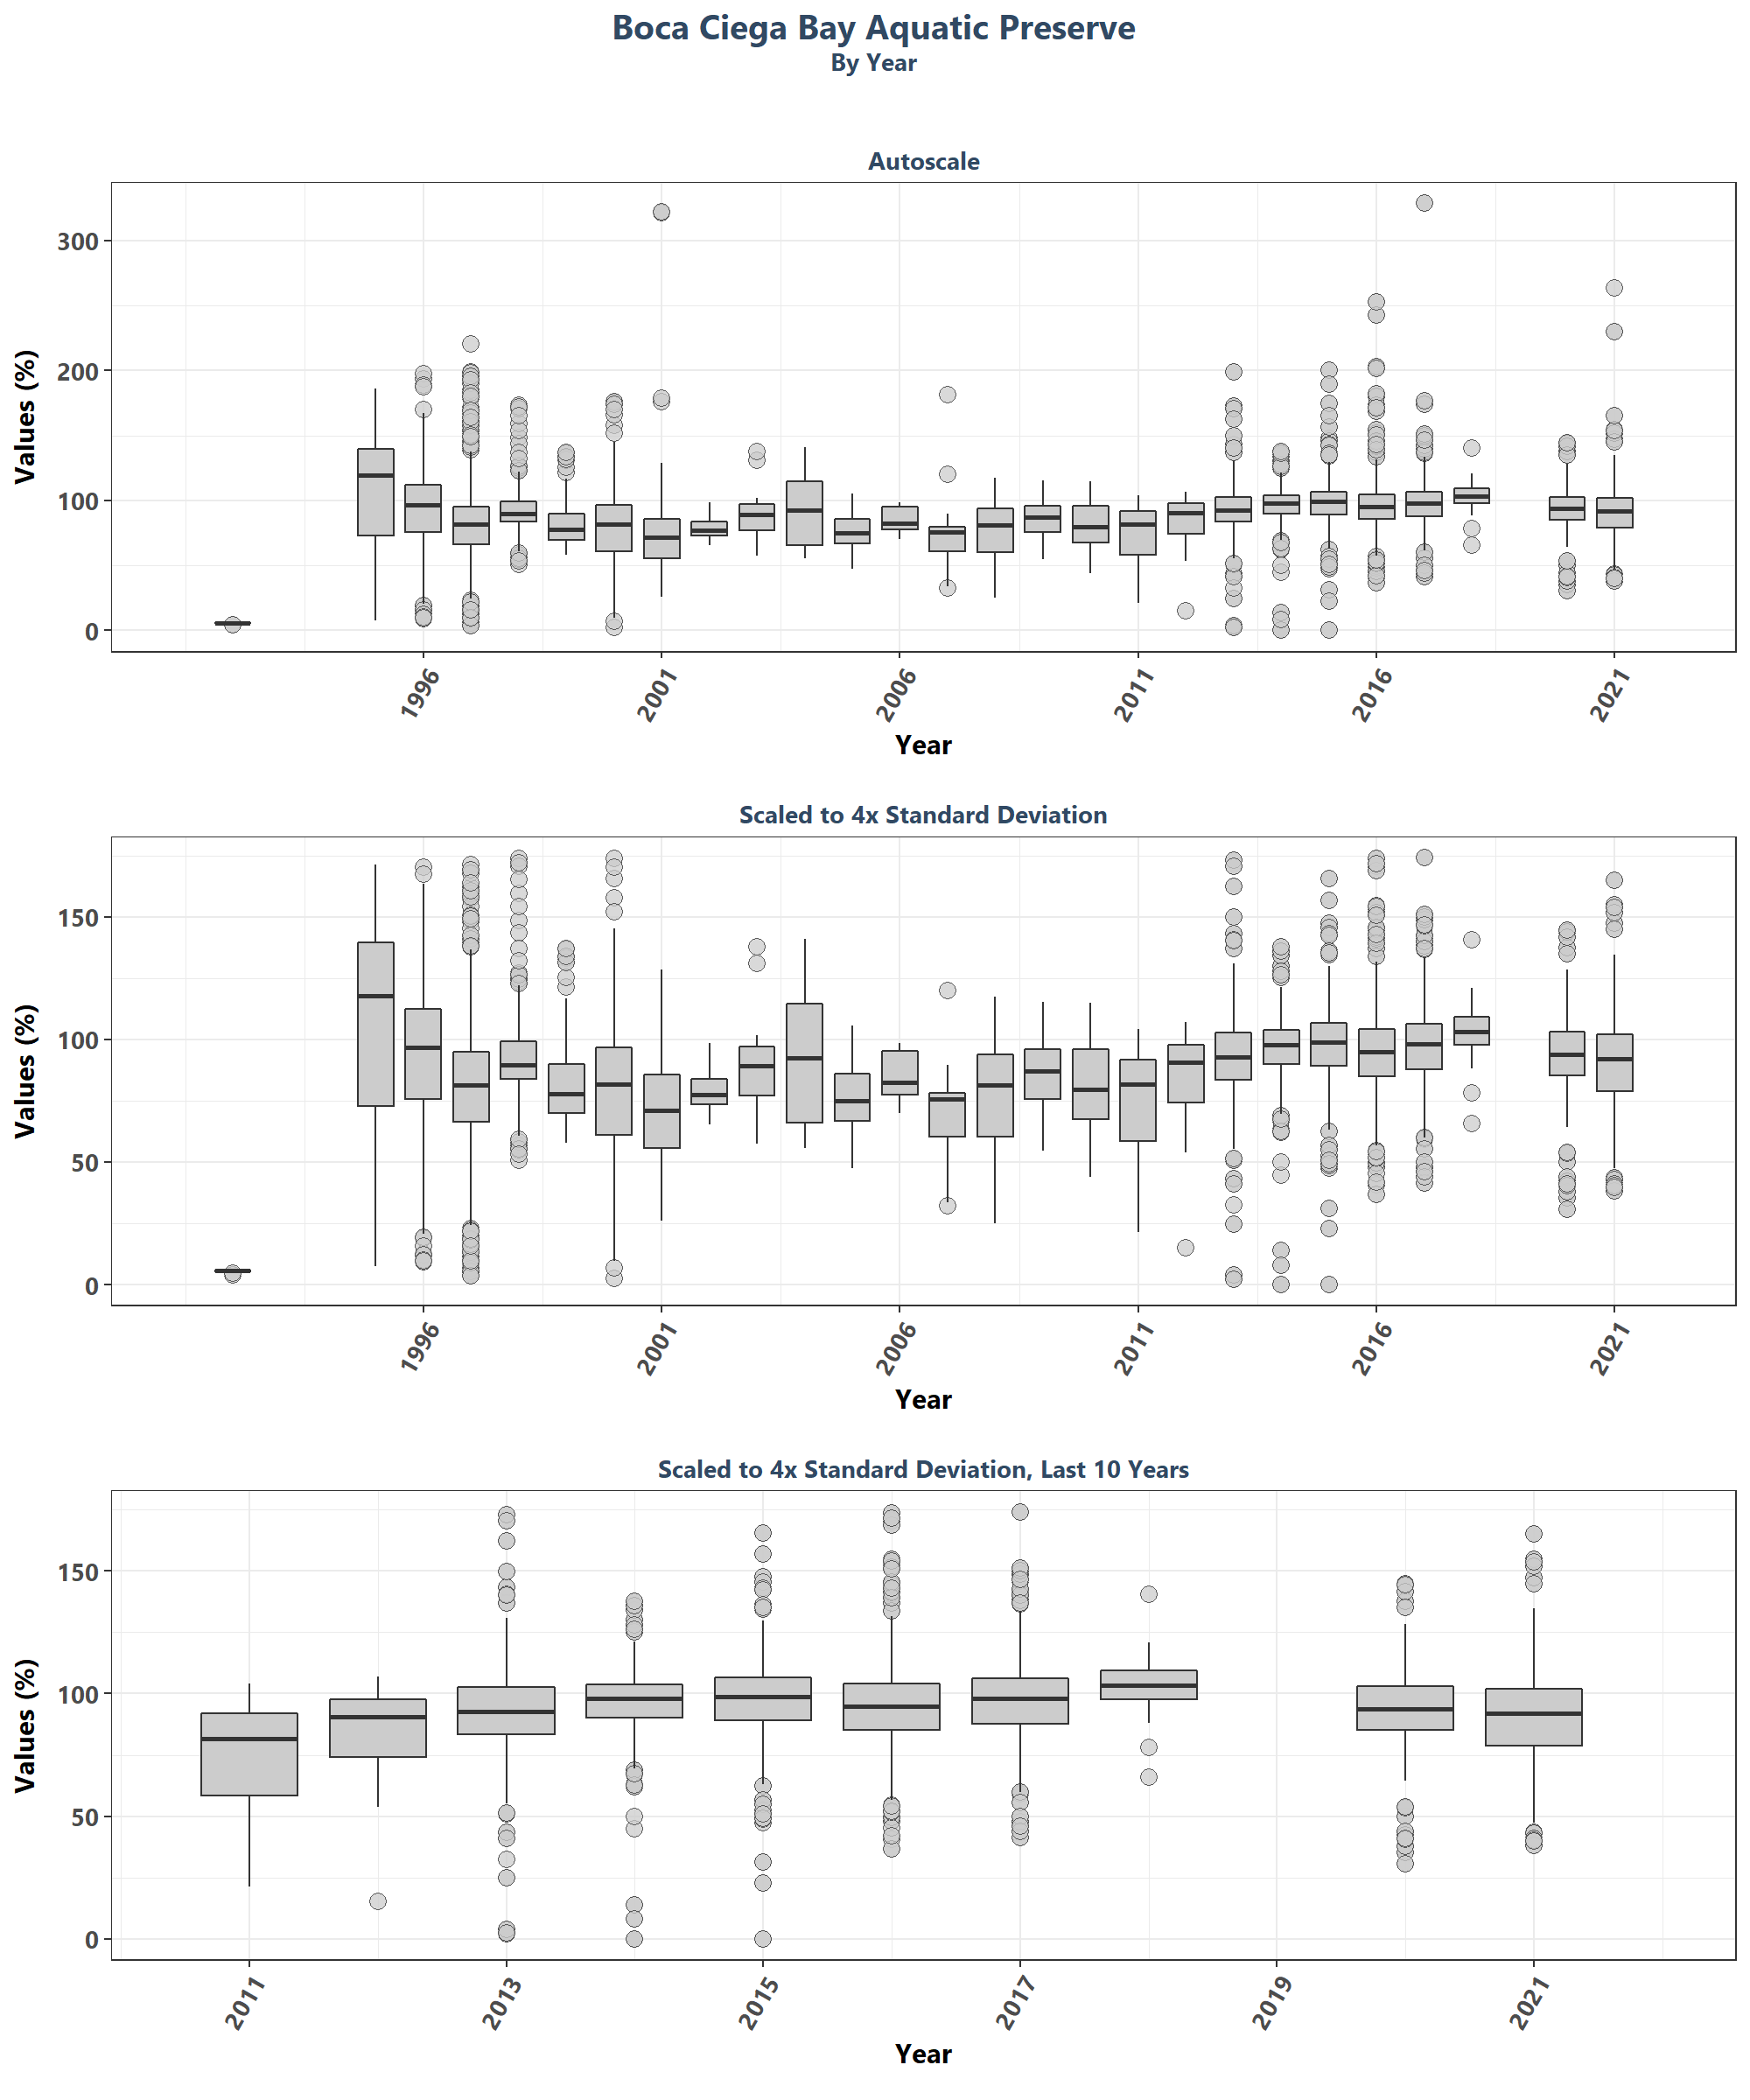 Boca Ciega Bay Aquatic Preserve
By Year
Autoscale
Values (%)
300
200
100
0
1996
2001
2006
2011
2016
2021
Year
Scaled to 4x Standard Deviation
Values (%)
150
100
50
0
1996
2001
2006
2011
2016
2021
Year
Scaled to 4x Standard Deviation, Last 10 Years
Values (%)
150
100
50
0
2011
2013
2015
2017
2019
2021
Year